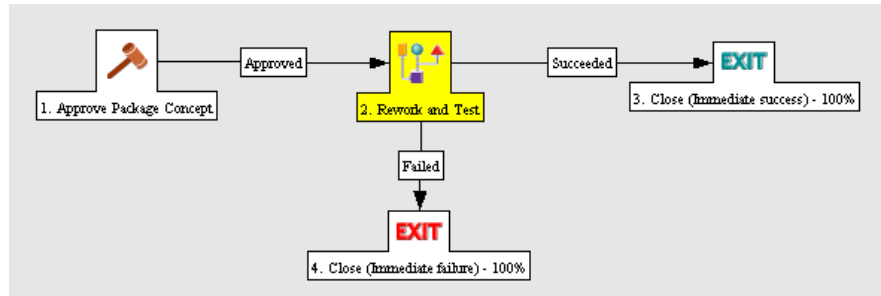 Approved
Succeeded
EXIT
1. Approve Package Concept
2. Rework and Test
3. Close (Immediate success) - 100%
Failed
EXIT
4. Close (Immediate failure) - 100%